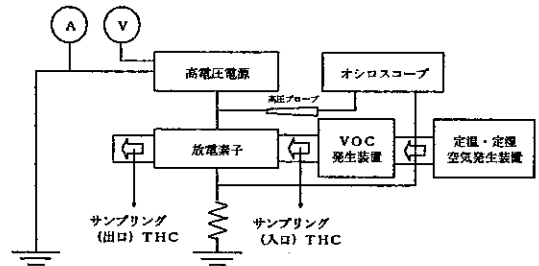 A
V
高電圧電源
オシロスコープ
高圧プローブ
放電素子
VOC
発生装置
定温・定湿
空気発生装置
サンプリング
(出口) THC
サンプリング
(入口) THC